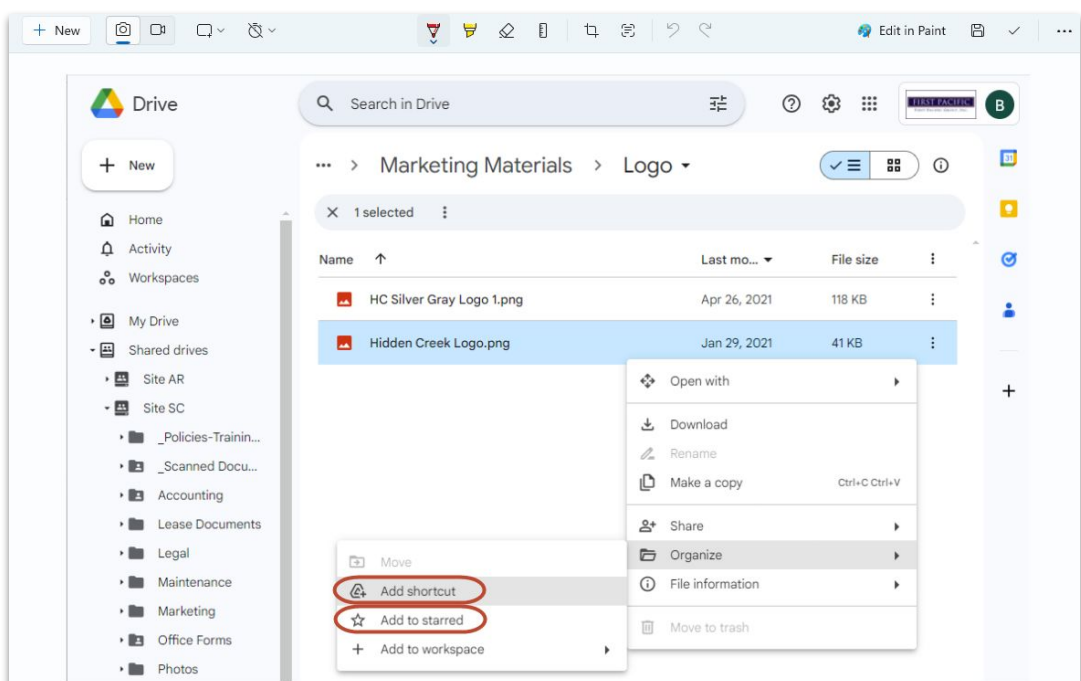 New
Edit in Paint
Drive
Search in Drive
FIRST PACIFIC
B
New
Marketing Materials > Logo
31
1 selected
Home
Activity
Workspaces
My Drive
Shared drives
Site AR
Site SC
_Policies-Trainin...
_Scanned Docu...
Accounting
Lease Documents
Legal
Maintenance
Marketing
Office Forms
Photos
Name
Last mo...
File size
HC Silver Gray Logo 1.png
Apr 26, 2021
118 KB
Hidden Creek Logo.png
Jan 29, 2021
41 KB
Open with
Download
Rename
Make a copy
Ctrl+C Ctrl+V
Share
Organize
File information
Move to trash
Move
Add shortcut
Add to starred
Add to workspace